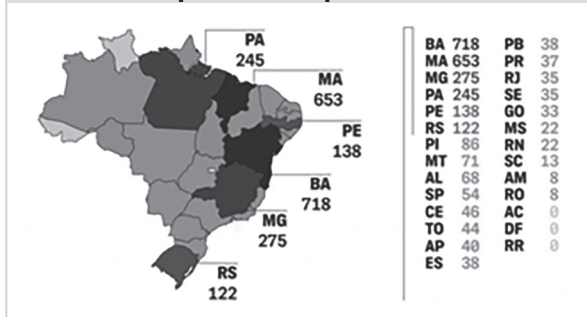 PA
245
MA
653
PE
138
BA
718
MG
275
RS
122
BA 718
MA 653
MG 275
PA 245
PE 138
RS 122
PI 86
MT 71
AL 68
SP 54
CE 46
TO 44
AP 40
ES 38
PB 38
PR 37
RJ 35
SE 35
GO 33
MS 22
RN 22
SC 13
AM 8
RO 8
AC 0
DF 0
RR 0